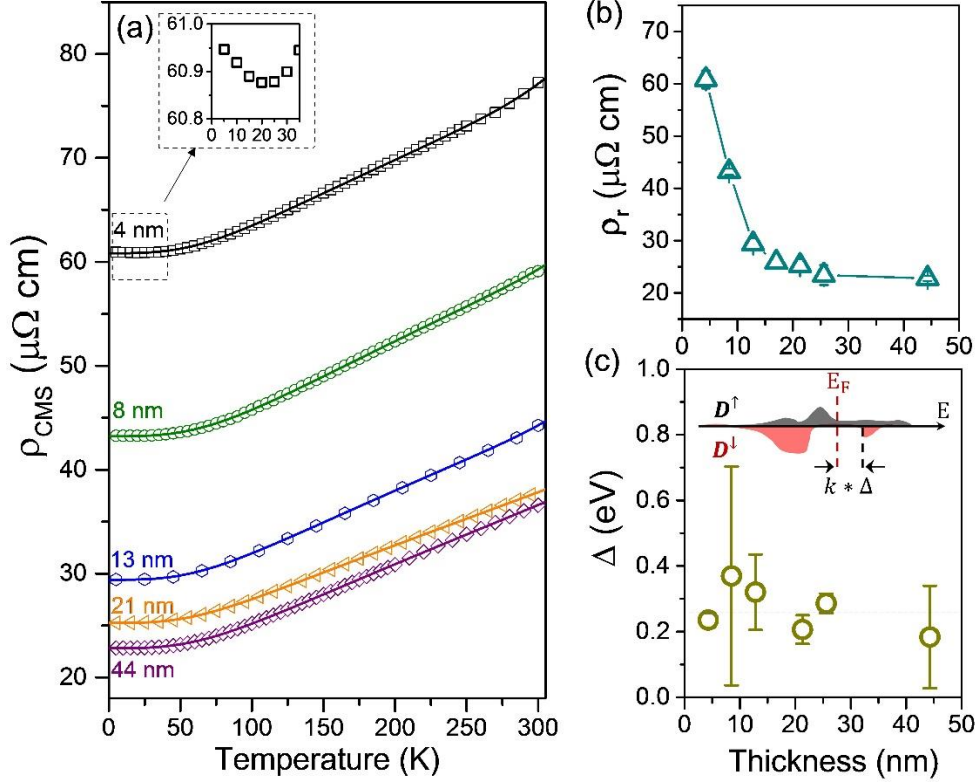 (a)
61.0
60.9
60.8
0 10 20 30
80
70
60
50
40
30
20
ρCMS (μΩ cm)
4 nm
8 nm
13 nm
21 nm
44 nm
0 50 100 150 200 250 300
Temperature (K)
(b)
70
60
50
40
30
20
ρr (μΩ cm)
0 10 20 30 40 50
(c)
1.0
0.8
0.6
0.4
0.2
0.0
Δ (eV)
EF
D↑
E
D↓
k * Δ
0 10 20 30 40 50
Thickness (nm)